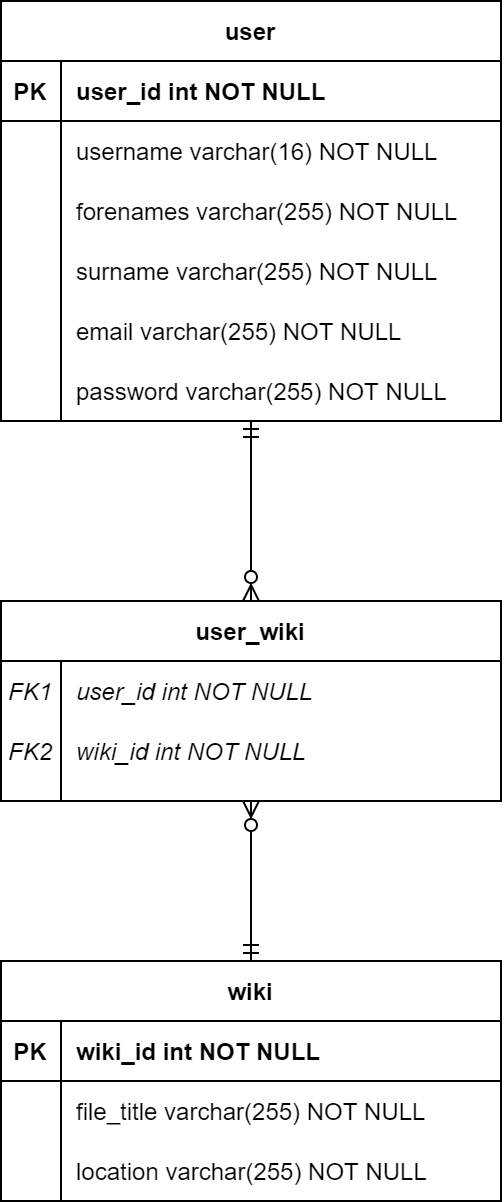 user
PK user_id int NOT NULL
username varchar(16) NOT NULL
forenames varchar(255) NOT NULL
surname varchar(255) NOT NULL
email varchar(255) NOT NULL
password varchar(255) NOT NULL
user_wiki
FK1 user_id int NOT NULL
FK2 wiki_id int NOT NULL
wiki
PK wiki_id int NOT NULL
file_title varchar(255) NOT NULL
location varchar(255) NOT NULL